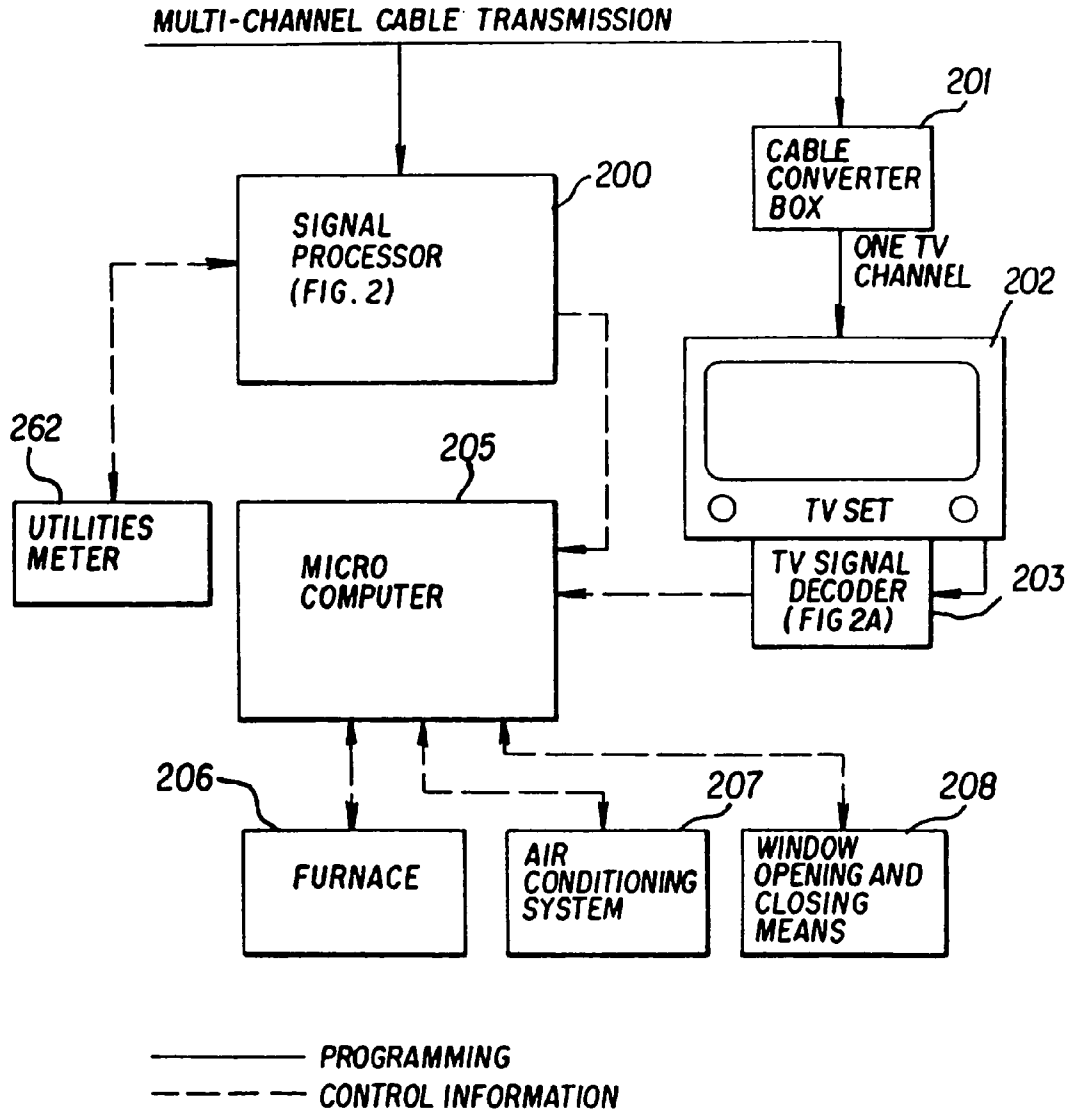 MULTI-CHANNEL CABLE TRANSMISSION
201
CABLE
CONVERTER
BOX
200
SIGNAL
PROCESSOR
(FIG. 2)
ONE TV
CHANNEL
202
TV SET
262
UTILITIES
METER
205
MICRO
COMPUTER
TV SIGNAL
DECODER
(FIG 2A)
203
206
FURNACE
207
AIR
CONDITIONING
SYSTEM
208
WINDOW
OPENING AND
CLOSING
MEANS
PROGRAMMING
CONTROL INFORMATION